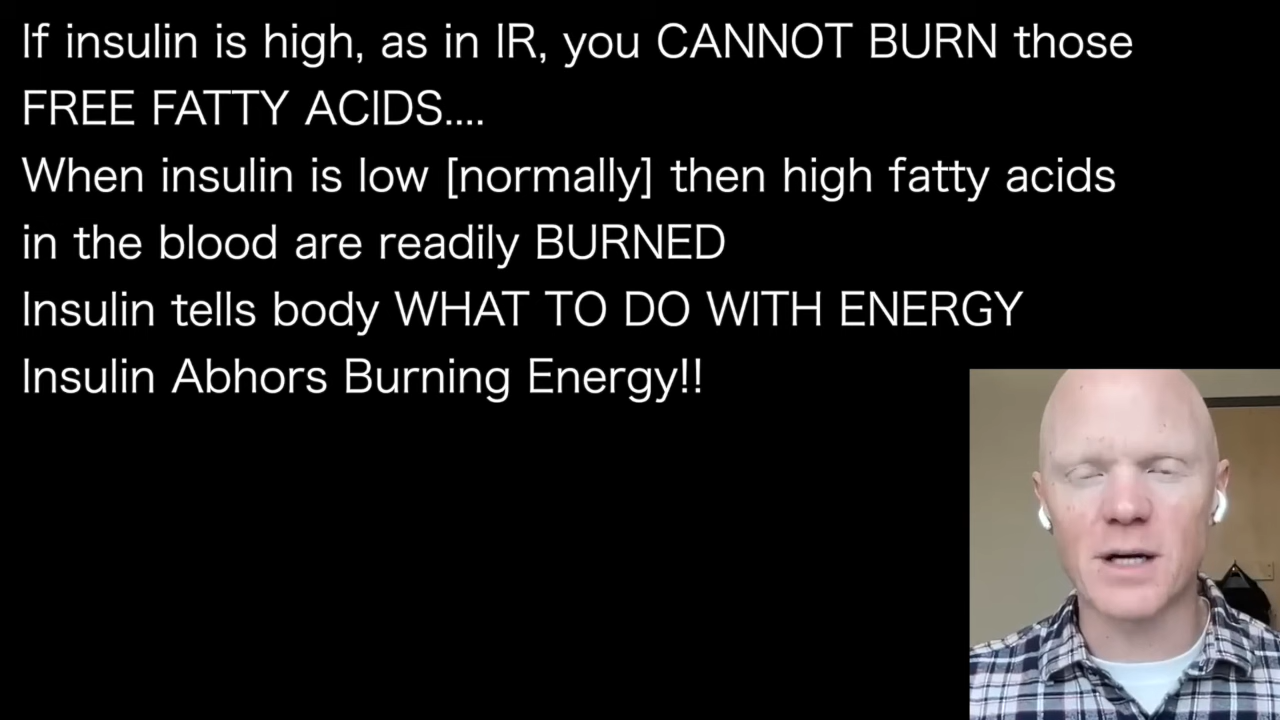 If insulin is high, as in IR, you CANNOT BURN those
FREE FATTY ACIDS....
When insulin is low [normally] then high fatty acids
in the blood are readily BURNED
Insulin tells body WHAT TO DO WITH ENERGY
Insulin Abhors Burning Energy!!